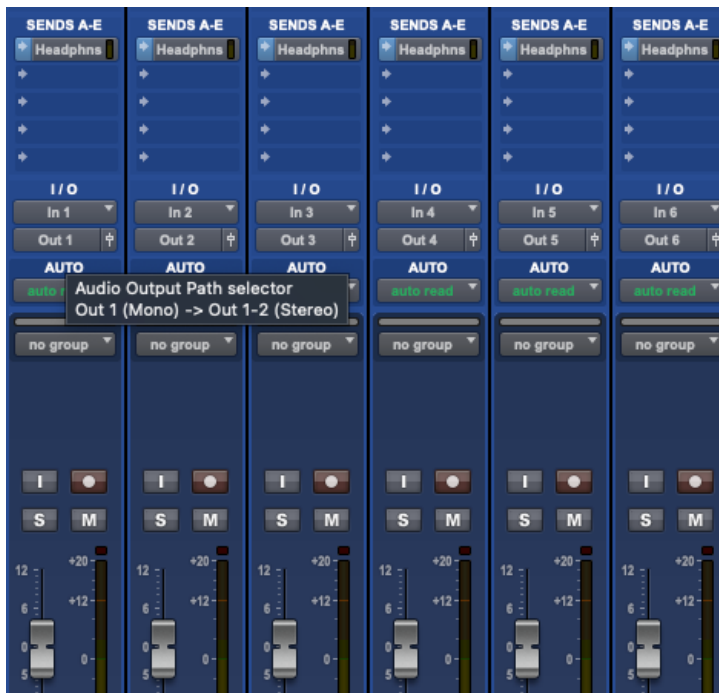 SENDS A-E SENDS A-E SENDS A-E SENDS A-E SENDS A-E SENDS A-E
Headphns Headphns Headphns Headphns Headphns Headphns
I/O I/O I/O I/O I/O I/O
In 1 In 2 In 3 In 4 In 5 In 6
Out 1 Out 2 Out 3 Out 4 Out 5 Out 6
AUTO AUTO AUTO AUTO AUTO AUTO
auto r auto read auto read auto read
Audio Output Path selector
Out 1 (Mono) -> Out 1-2 (Stereo)
no group no group no group no group no group no group
I I I I I I
S M S M S M S M S M S M
+20 +20 +20 +20 +20 +20
12 12 12 12 12 12
+12 +12 +12 +12 +12 +12
6 6 6 6 6 6
0 0 0 0 0 0 0 0 0 0 0 0
5 5 5 5 5 5